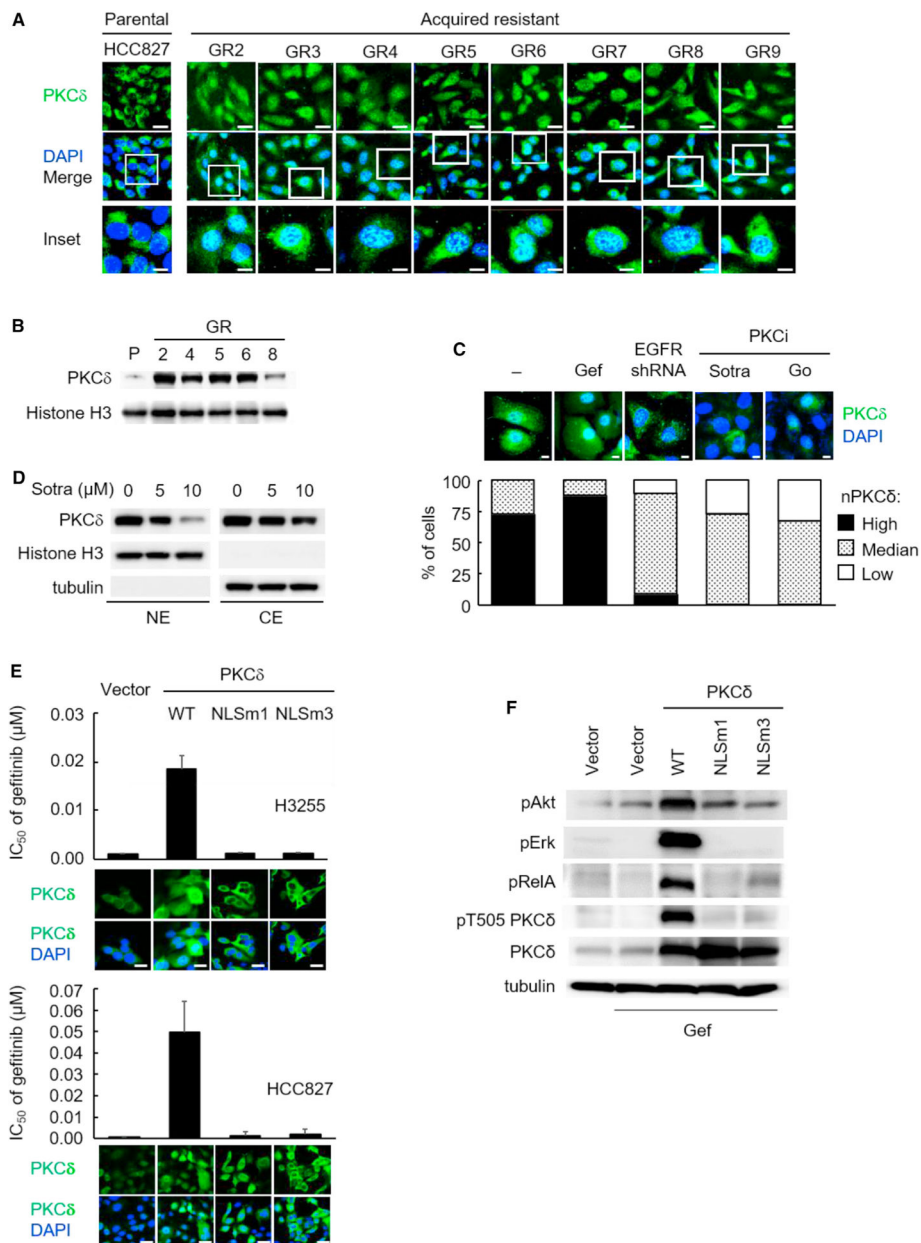 A
Parental
Acquired resistant
HCC827
GR2 GR3 GR4 GR5 GR6 GR7 GR8 GR9
PKCδ
DAPI
Merge
Inset
B
GR
P 2 4 5 6 8
PKCδ
Histone H3
C
PKCi
– Gef EGFR shRNA Sotra Go
PKCδ
DAPI
% of cells
100
75
50
25
0
nPKCδ:
High
Median
Low
D
Sotra (µM) 0 5 10 0 5 10
PKCδ
Histone H3
tubulin
NE CE
E
PKCδ
Vector WT NLSm1 NLSm3
IC50 of gefitinib (µM)
0.03
0.02
0.01
0.00
H3255
PKCδ
PKCδ
DAPI
IC50 of gefitinib (µM)
0.07
0.06
0.05
0.04
0.03
0.02
0.01
0.00
HCC827
PKCδ
PKCδ
DAPI
F
PKCδ
Vector Vector WT NLSm1 NLSm3
pAkt
pErk
pRelA
pT505 PKCδ
PKCδ
tubulin
Gef